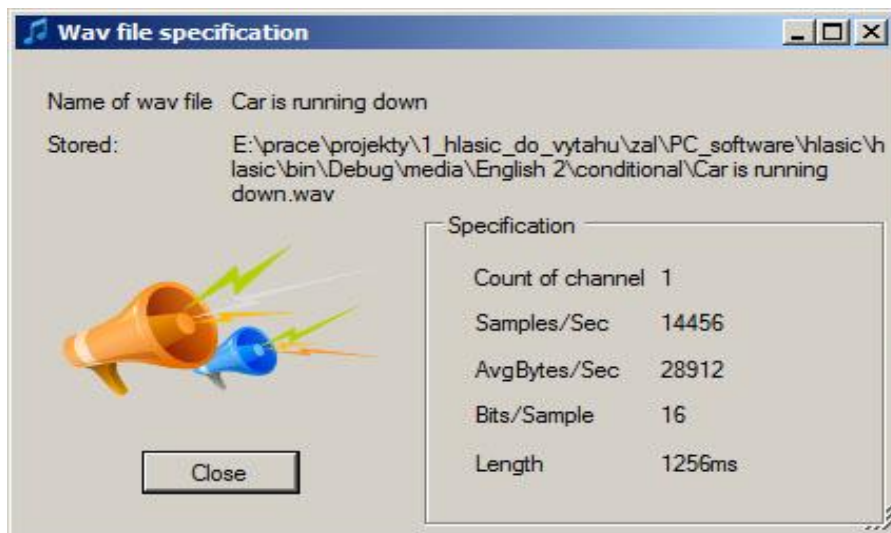 Wav file specification
Name of wav file Car is running down
Stored: E:\prace\projekty\1_hlasic_do_vytahu\zal\PC_software\hlasic\h
lasic\bin\Debug\media\English 2\conditional\Car is running
down.wav
Specification
Count of channel 1
Samples/Sec 14456
AvgBytes/Sec 28912
Bits/Sample 16
Length 1256ms
Close